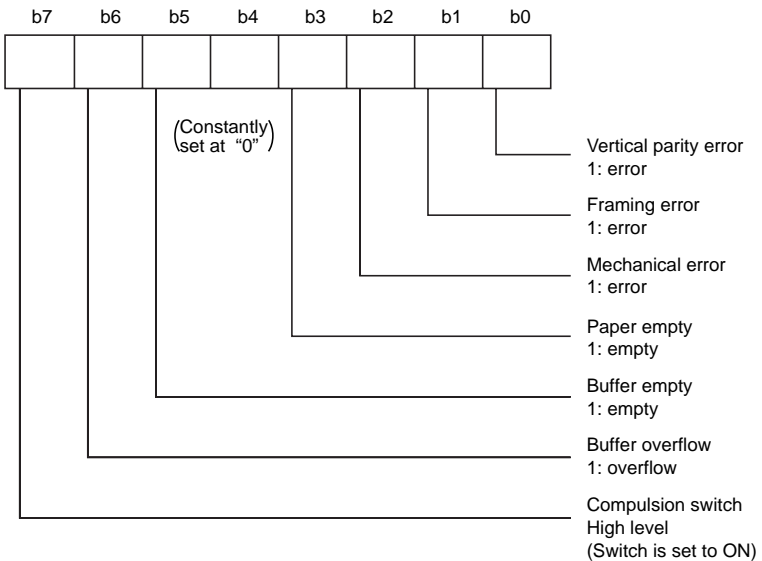 b7 b6 b5 b4 b3 b2 b1 b0
(Constantly)
(set at “0”)
Vertical parity error
1: error
Framing error
1: error
Mechanical error
1: error
Paper empty
1: empty
Buffer empty
1: empty
Buffer overflow
1: overflow
Compulsion switch
High level
(Switch is set to ON)